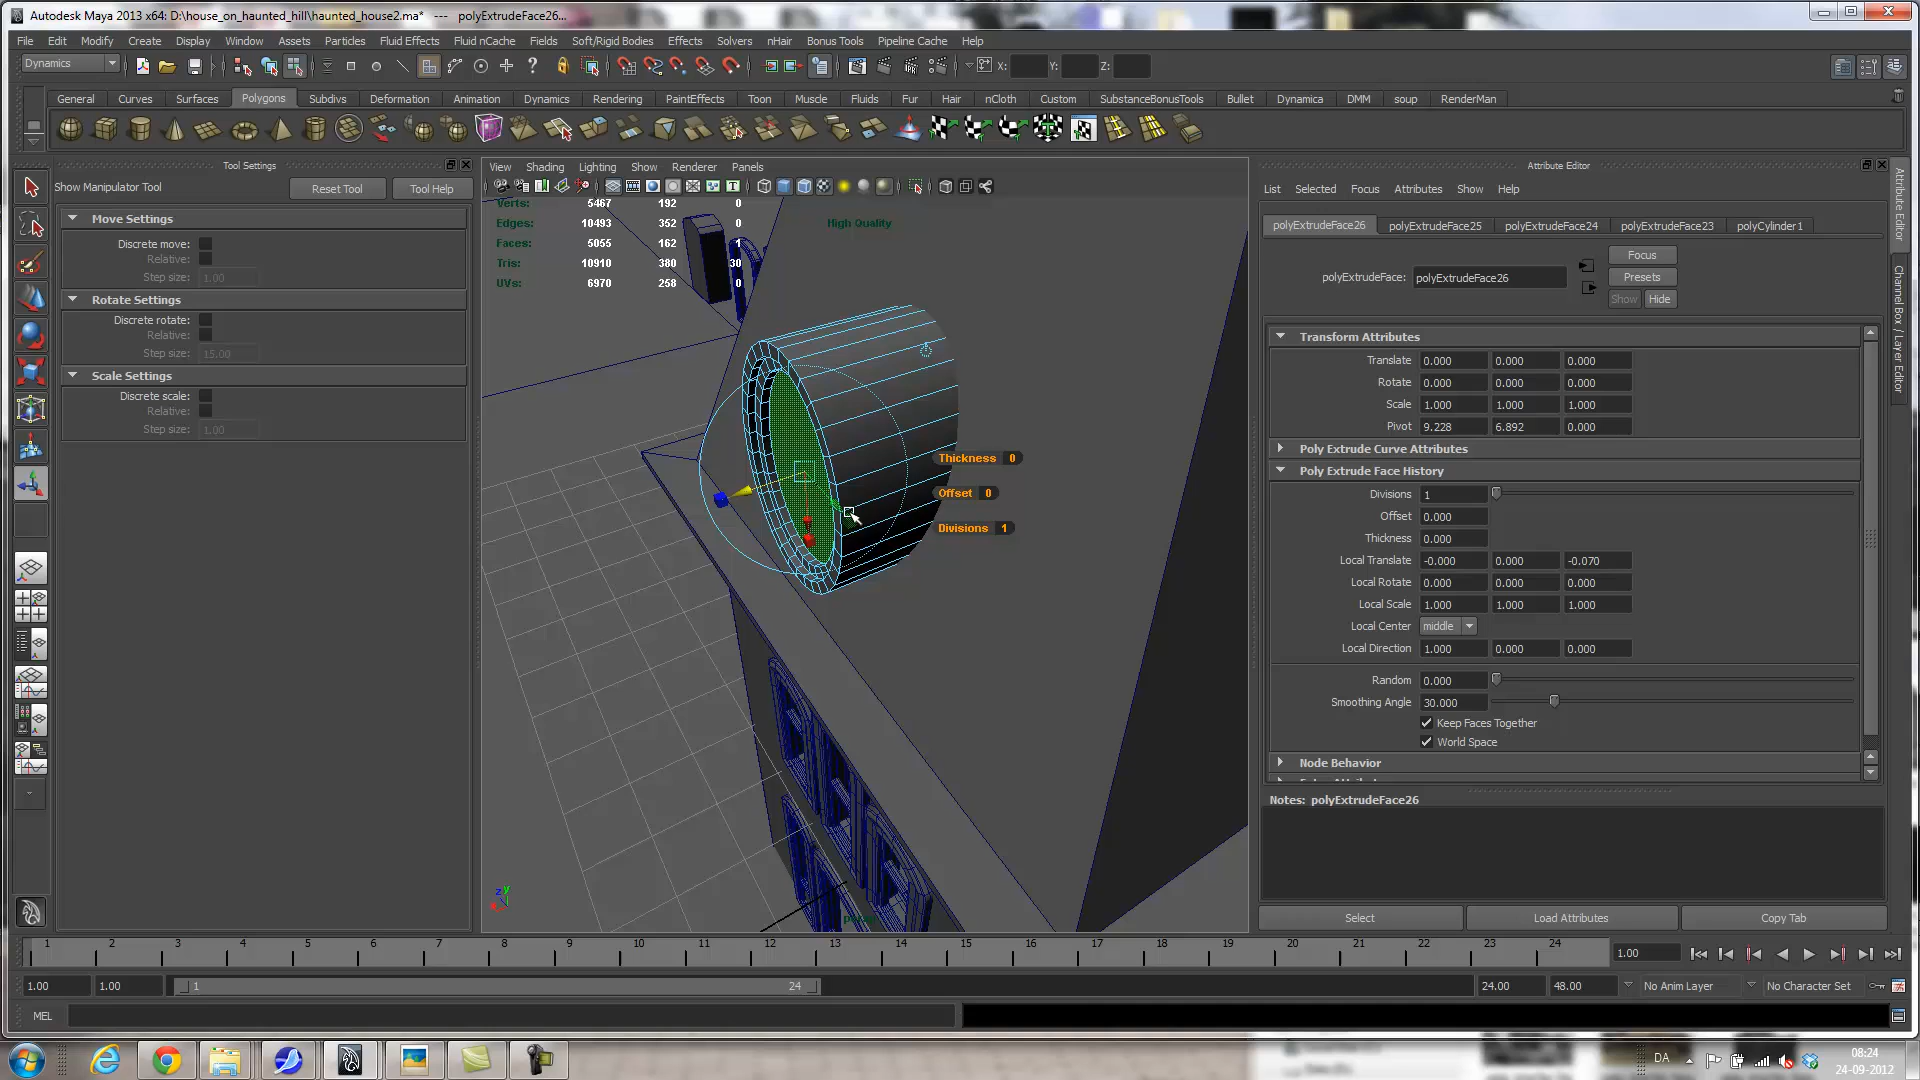 Autodesk Maya 2013 x64: D:\house_on_haunted_hill\haunted_house2.ma* --- polyExtrudeFace26...
File Edit Modify Create Display Window Assets Particles Fluid Effects Fluid nCache Fields Soft/Rigid Bodies Effects Solvers nHair Bonus Tools Pipeline Cache Help
Dynamics X: Y: Z:
General Curves Surfaces Polygons Subdivs Deformation Animation Dynamics Rendering PaintEffects Toon Muscle Fluids Fur Hair nCloth Custom SubstanceBonusTools Bullet Dynamica DMM soup RenderMan
Tool Settings
Show Manipulator Tool Reset Tool Tool Help
Move Settings
Discrete move:
Relative:
Step size: 1.00
Rotate Settings
Discrete rotate:
Relative:
Step size: 15.00
Scale Settings
Discrete scale:
Relative:
Step size: 1.00
View Shading Lighting Show Renderer Panels
Verts: 5467 192 0
Edges: 10493 352 0
Faces: 5055 162 1
Tris: 10910 380 30
UVs: 6970 258 0
High Quality
Thickness 0
Offset 0
Divisions 1
Attribute Editor
List Selected Focus Attributes Show Help
polyExtrudeFace26 polyExtrudeFace25 polyExtrudeFace24 polyExtrudeFace23 polyCylinder1
Focus
polyExtrudeFace: polyExtrudeFace26 Presets
Show Hide
Transform Attributes
Translate 0.000 0.000 0.000
Rotate 0.000 0.000 0.000
Scale 1.000 1.000 1.000
Pivot 9.228 6.892 0.000
Poly Extrude Curve Attributes
Poly Extrude Face History
Divisions 1
Offset 0.000
Thickness 0.000
Local Translate -0.000 0.000 -0.070
Local Rotate 0.000 0.000 0.000
Local Scale 1.000 1.000 1.000
Local Center middle
Local Direction 1.000 0.000 0.000
Random 0.000
Smoothing Angle 30.000
Keep Faces Together
World Space
Node Behavior
Notes: polyExtrudeFace26
Select Load Attributes Copy Tab
Attribute Editor
Channel Box / Layer Editor
1 2 3 4 5 6 7 8 9 10 11 12 13 14 15 16 17 18 19 20 21 22 23 24 1.00
1.00 1.00 1 24 24.00 48.00 No Anim Layer No Character Set
MEL
DA 08:24
24-09-2012